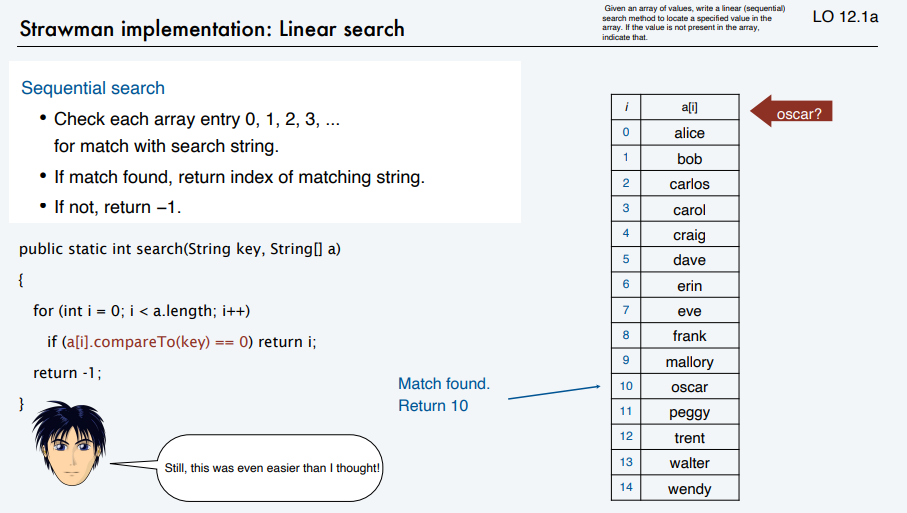 Strawman implementation: Linear search
Given an array of values, write a linear (sequential)
search method to locate a specified value in the
array. If the value is not present in the array,
indicate that.
LO 12.1a
Sequential search
• Check each array entry 0, 1, 2, 3, ...
for match with search string.
• If match found, return index of matching string.
• If not, return −1.
public static int search(String key, String[] a)
{
for (int i = 0; i < a.length; i++)
if (a[i].compareTo(key) == 0) return i;
return -1;
}
Still, this was even easier than I thought!
Match found.
Return 10
i a[i]
0 alice
1 bob
2 carlos
3 carol
4 craig
5 dave
6 erin
7 eve
8 frank
9 mallory
10 oscar
11 peggy
12 trent
13 walter
14 wendy
oscar?